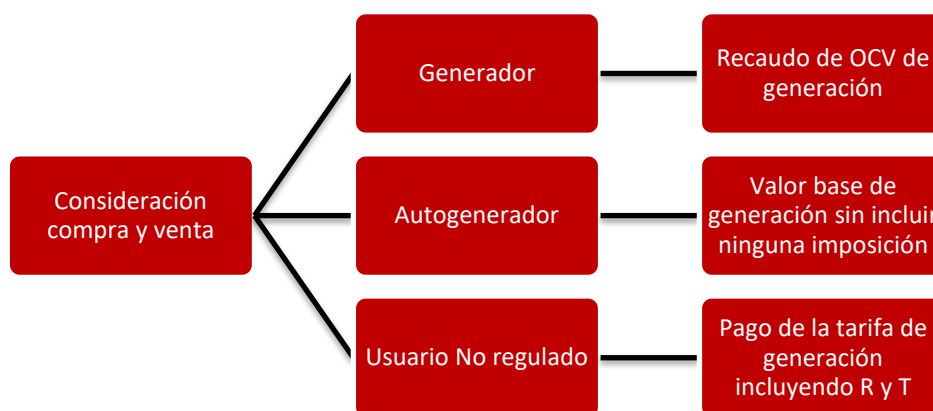 Consideración
compra y venta
Generador
Recaudo de OCV de
generación
Autogenerador
Valor base de
generación sin incluir
ninguna imposición
Usuario No regulado
Pago de la tarifa de
generación
incluyendo R y T